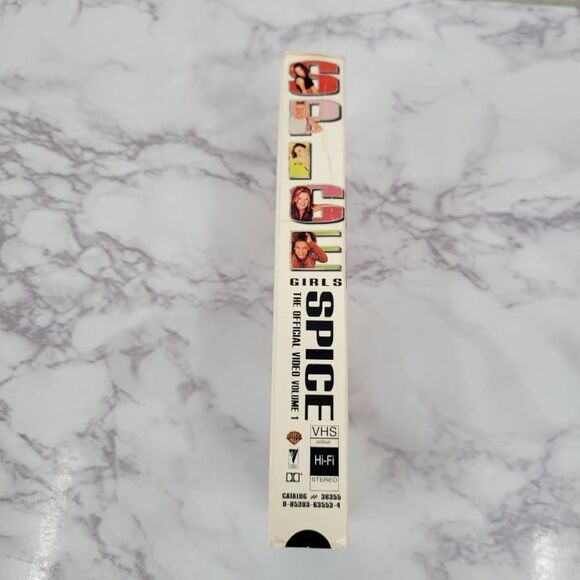 SPICE
GIRLS
SPICE
THE OFFICIAL VIDEO VOLUME 1
VHS
Hi-Fi
STEREO
CATALOG # 36355
0-85393-63553-4